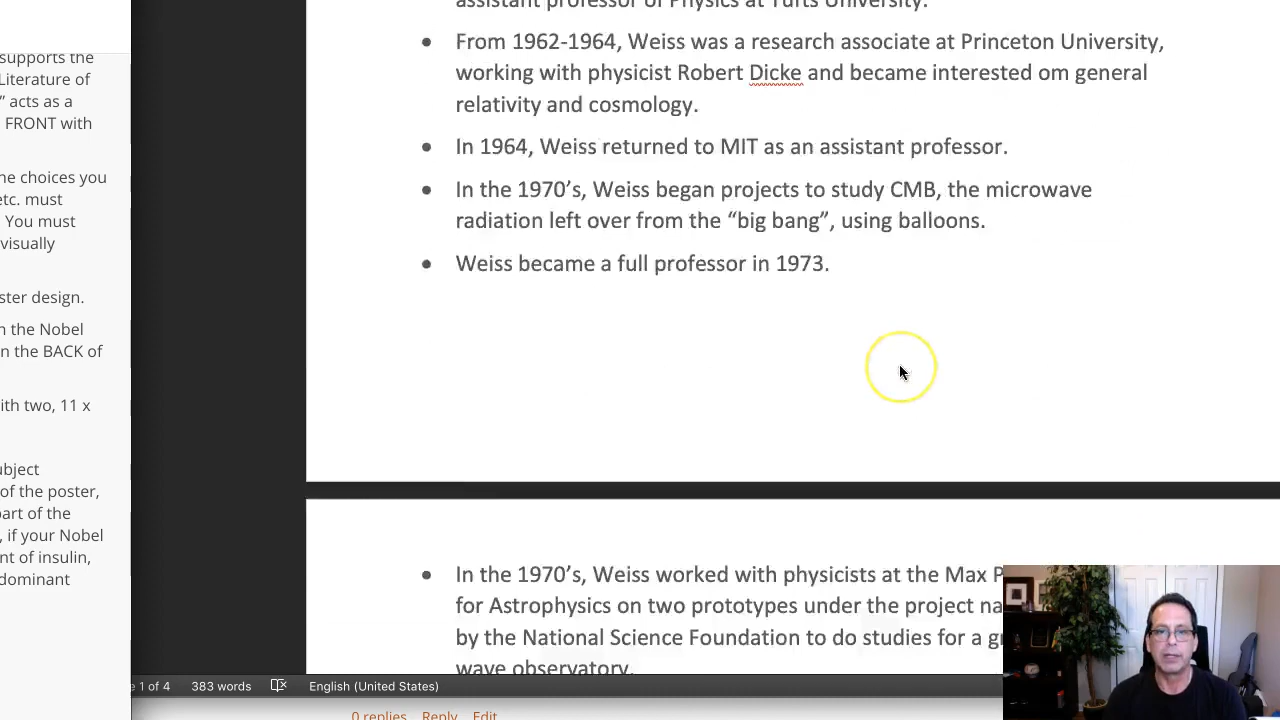 supports the
Literature of
” acts as a
FRONT with
he choices you
etc. must
You must
visually
ster design.
n the Nobel
n the BACK of
ith two, 11 x
ubject
of the poster,
part of the
, if your Nobel
nt of insulin,
dominant
assistant professor of Physics at Tufts University.
• From 1962-1964, Weiss was a research associate at Princeton University,
working with physicist Robert Dicke and became interested om general
relativity and cosmology.
• In 1964, Weiss returned to MIT as an assistant professor.
• In the 1970’s, Weiss began projects to study CMB, the microwave
radiation left over from the “big bang”, using balloons.
• Weiss became a full professor in 1973.
• In the 1970’s, Weiss worked with physicists at the Max P
for Astrophysics on two prototypes under the project na
by the National Science Foundation to do studies for a g
wave observatory.
e 1 of 4 383 words English (United States)
0 replies Reply Edit